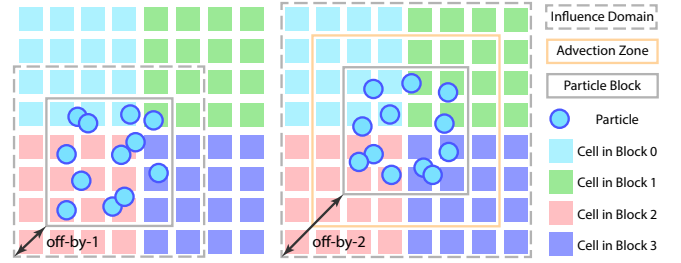 Influence Domain
Advection Zone
Particle Block
Particle
Cell in Block 0
Cell in Block 1
Cell in Block 2
Cell in Block 3
off-by-1
off-by-2